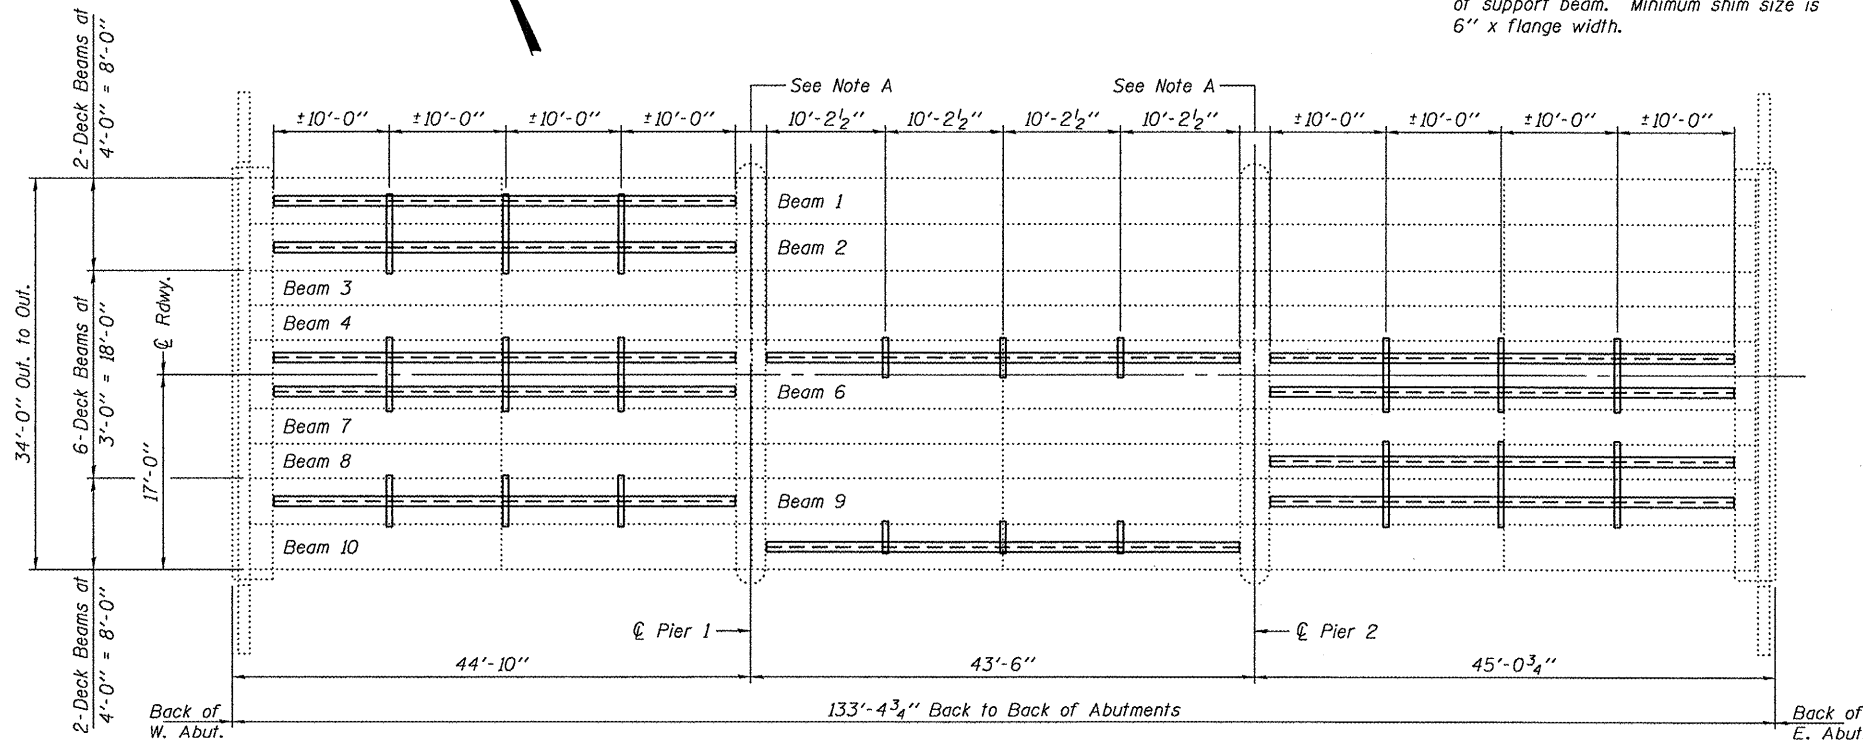 of support beam. Minimum shim size is
6" x flange width.
See Note A
See Note A
±10'-0"
±10'-0"
±10'-0"
±10'-0"
10'-2½"
10'-2½"
10'-2½"
10'-2½"
±10'-0"
±10'-0"
±10'-0"
±10'-0"
2-Deck Beams at
4'-0" = 8'-0"
34'-0" Out. to Out.
6-Deck Beams at
3'-0" = 18'-0"
℄ Rdwy.
17'-0"
2-Deck Beams at
4'-0" = 8'-0"
Beam 1
Beam 2
Beam 3
Beam 4
Beam 6
Beam 7
Beam 8
Beam 9
Beam 10
℄ Pier 1
℄ Pier 2
44'-10"
43'-6"
45'-0¾"
Back of
W. Abut.
133'-4¾" Back to Back of Abutments
Back of
E. Abut